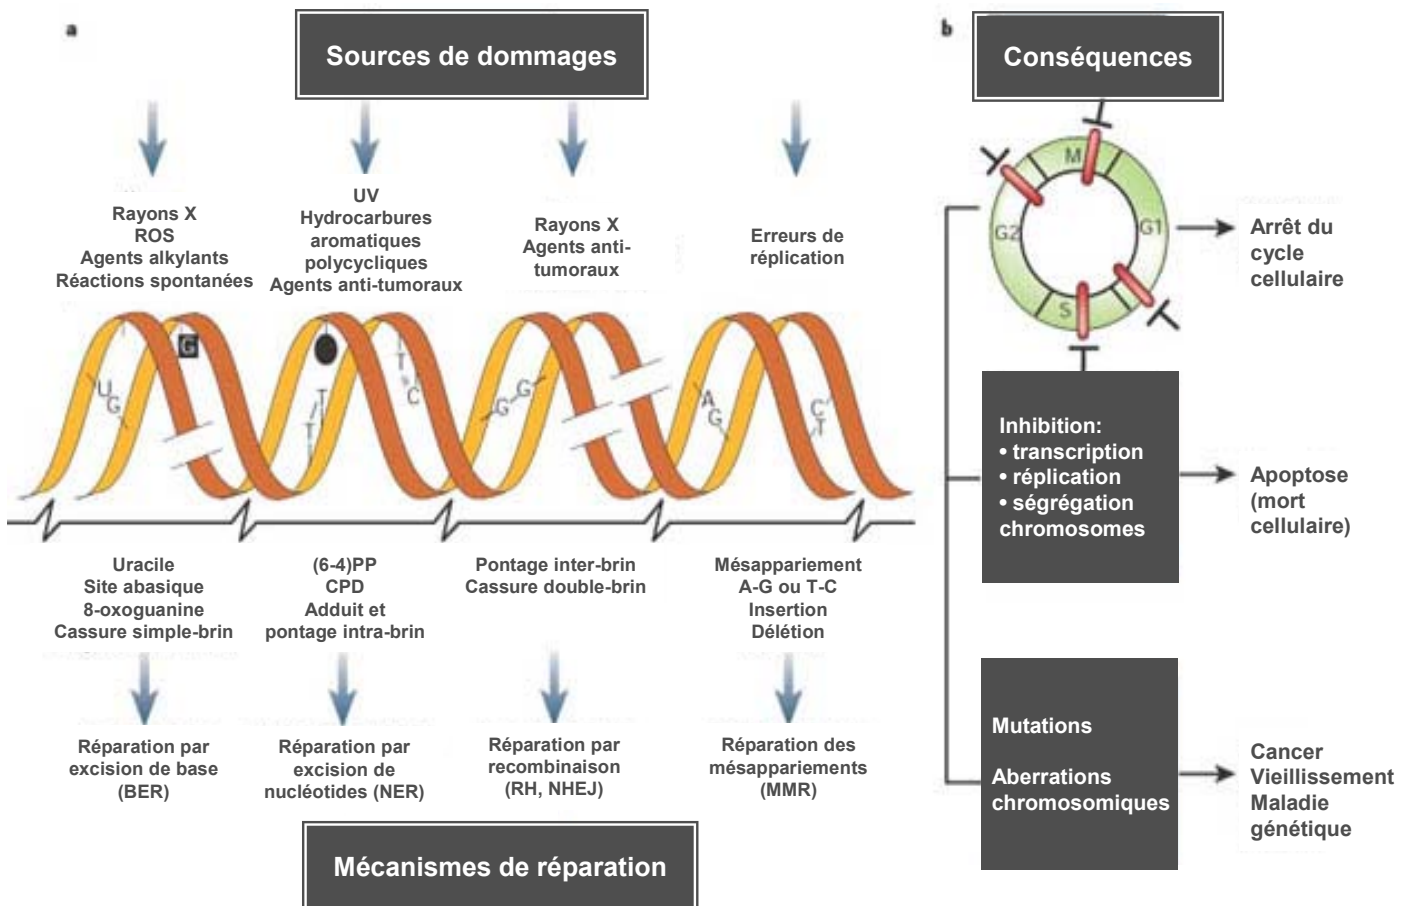 a
Sources de dommages
Rayons X
ROS
Agents alkylants
Réactions spontanées
UV
Hydrocarbures
aromatiques
polycycliques
Agents anti-tumoraux
Rayons X
Agents anti-
tumoraux
Erreurs de
réplication
U
G
G
T
T
T
C
G
G
A
G
C
T
Uracile
Site abasique
8-oxoguanine
Cassure simple-brin
(6-4)PP
CPD
Adduit et
pontage intra-brin
Pontage inter-brin
Cassure double-brin
Mésappariement
A-G ou T-C
Insertion
Délétion
Réparation par
excision de base
(BER)
Réparation par
excision de
nucléotides (NER)
Réparation par
recombinaison
(RH, NHEJ)
Réparation des
mésappariements
(MMR)
Mécanismes de réparation
b
Conséquences
M
G1
G2
S
Arrêt du
cycle
cellulaire
Inhibition:
• transcription
• réplication
• ségrégation
chromosomes
Apoptose
(mort
cellulaire)
Mutations
Aberrations
chromosomiques
Cancer
Vieillissement
Maladie
génétique